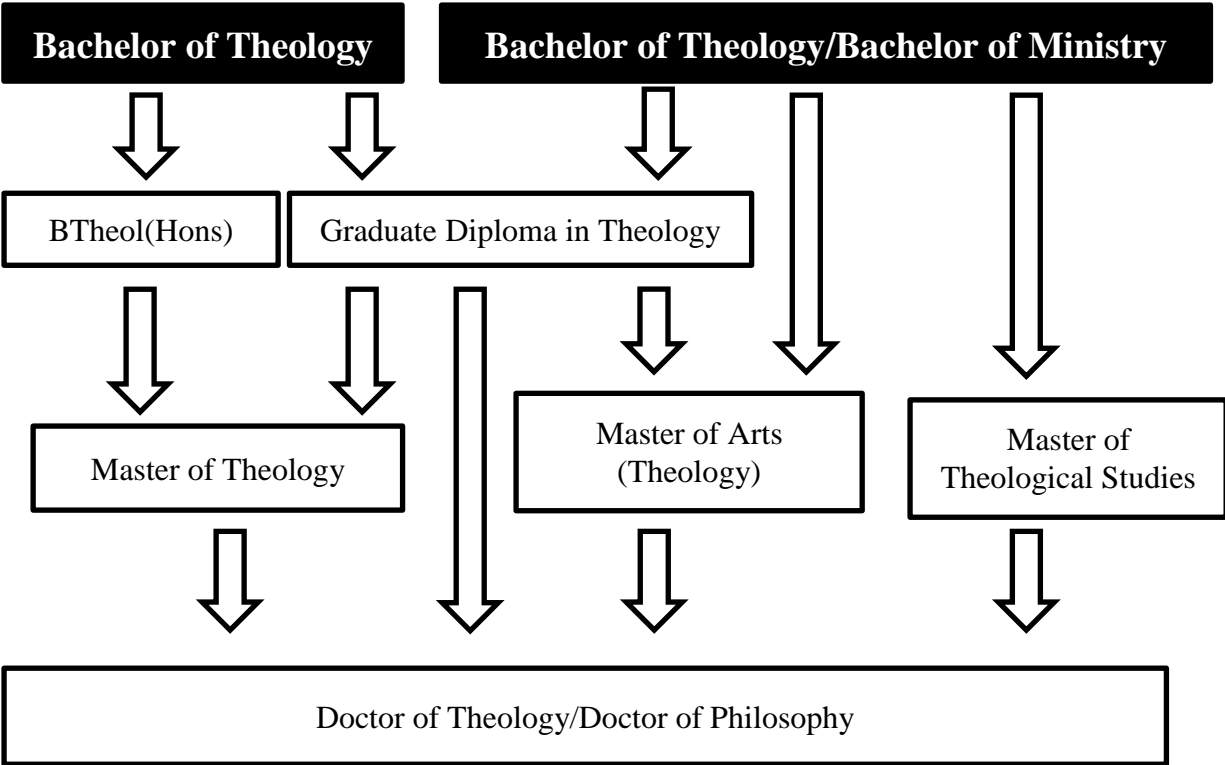 Bachelor of Theology
Bachelor of Theology/Bachelor of Ministry
BTheol(Hons)
Graduate Diploma in Theology
Master of Theology
Master of Arts
(Theology)
Master of
Theological Studies
Doctor of Theology/Doctor of Philosophy